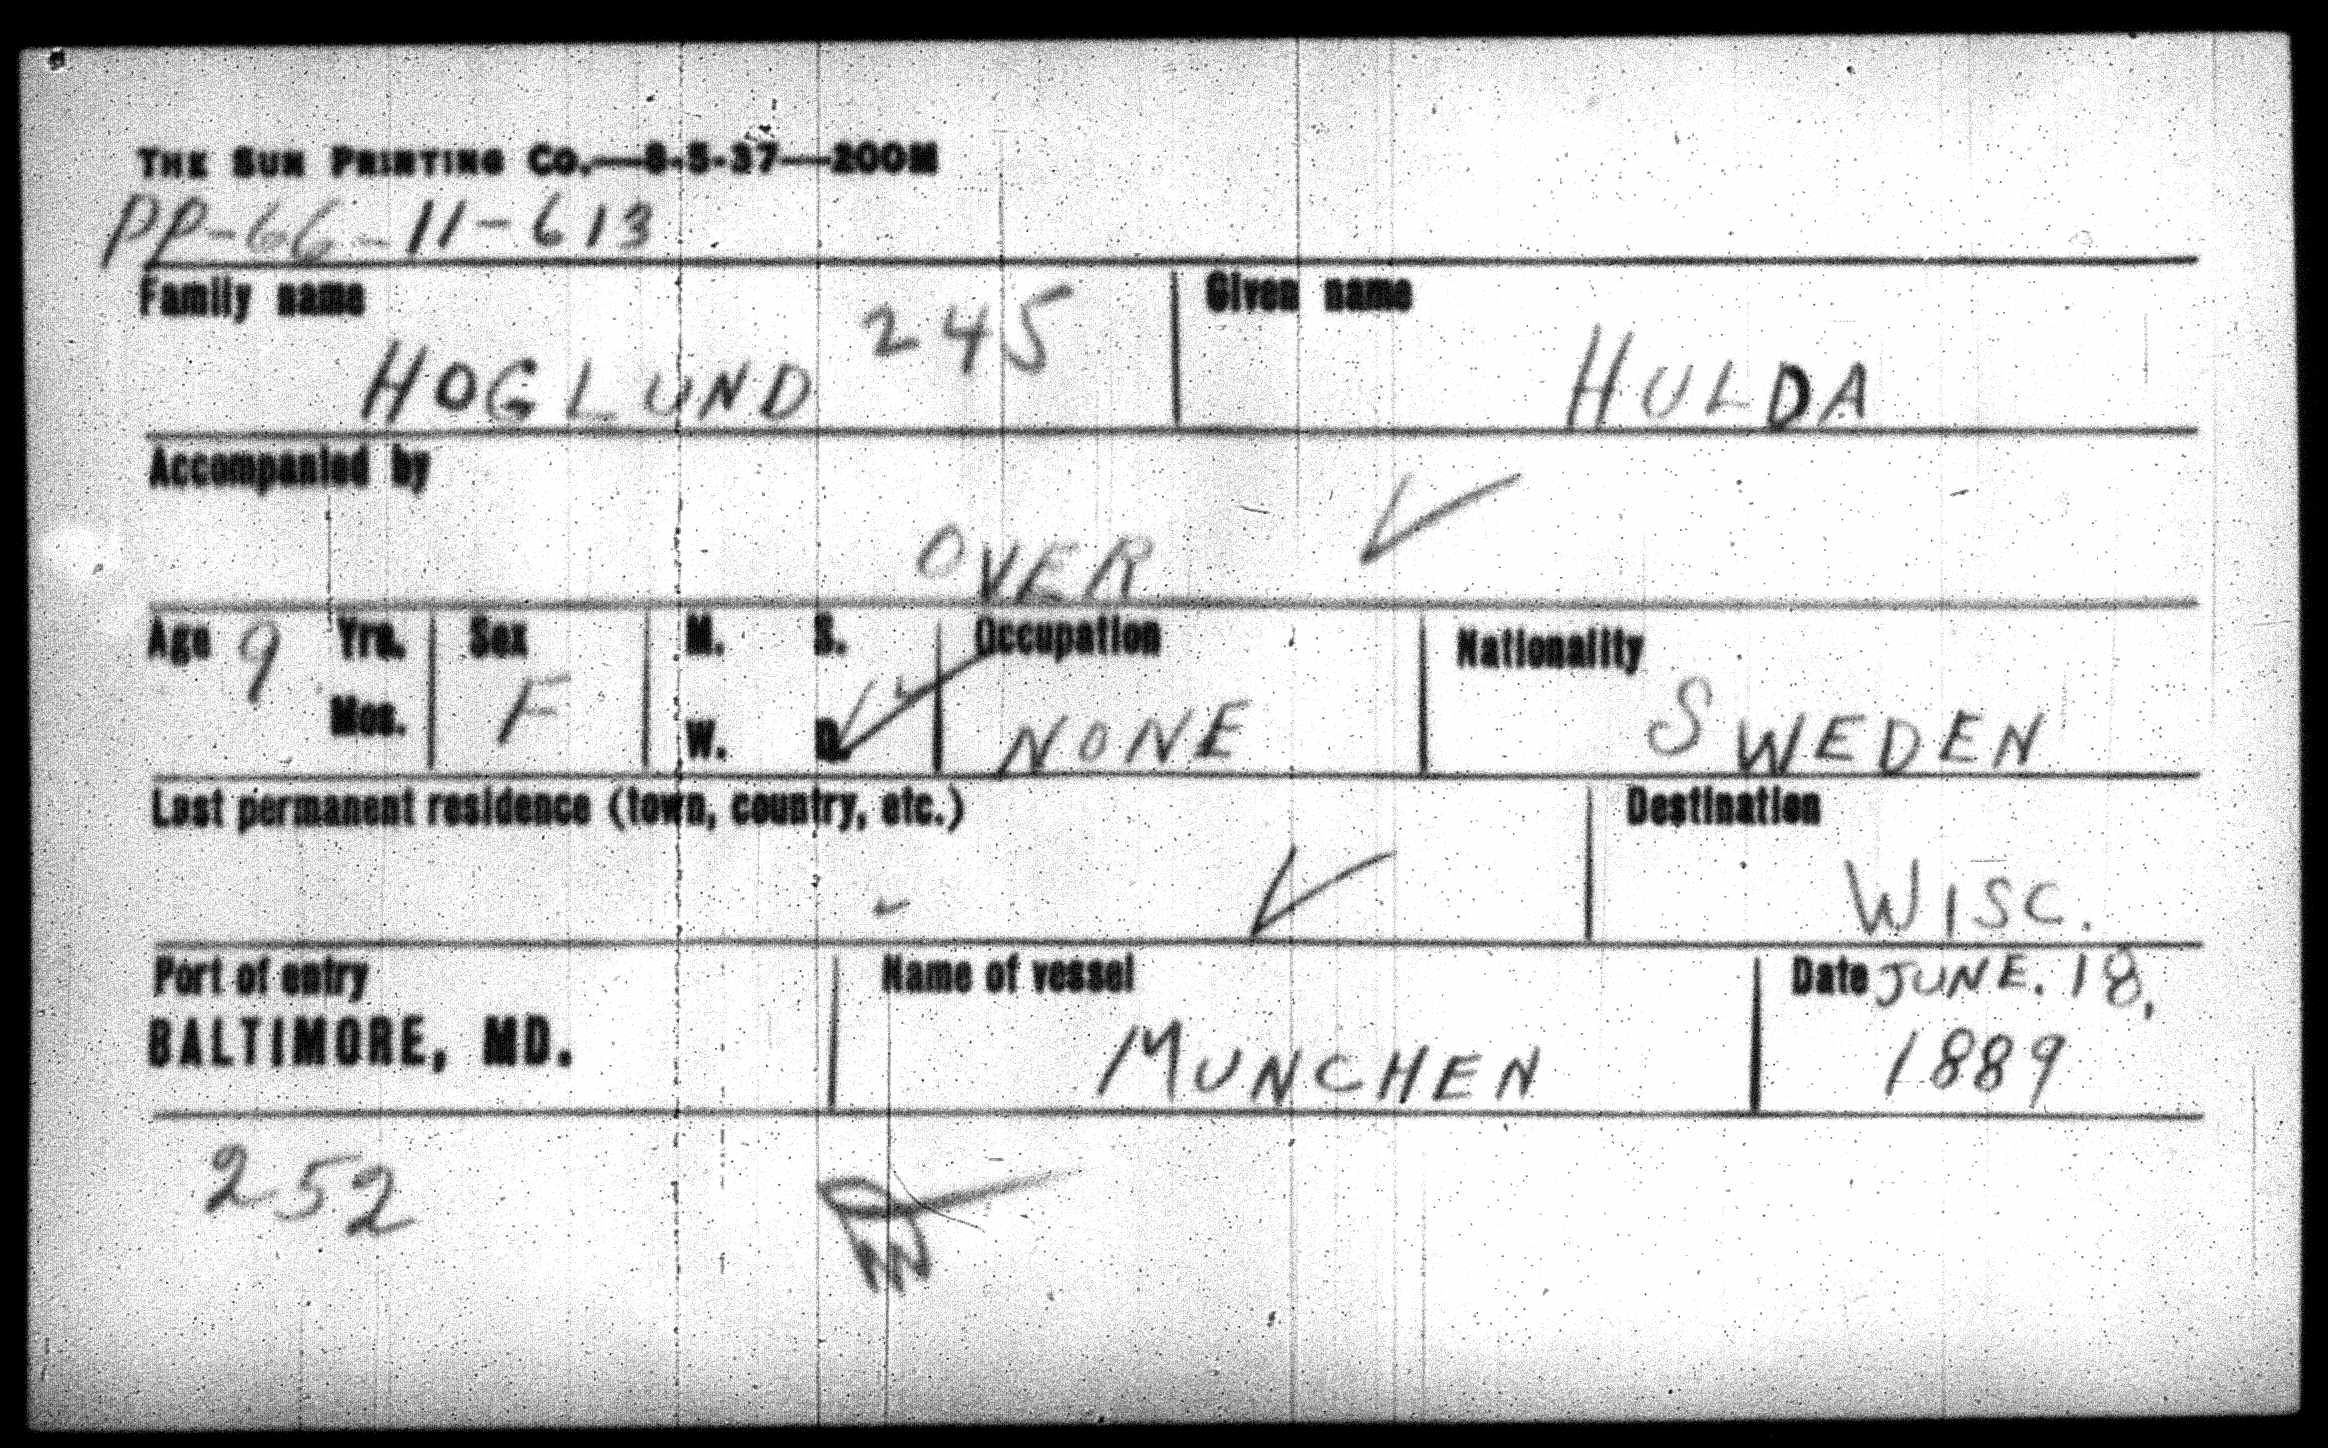 THE SUN PRINTING CO.—8-5-37—200M
PP-66-11-613
Family name
Given name
245
HOGLUND
HULDA
Accompanied by
OVER
Age 9 Yrs. Mos.
Sex F
M. S. W. D.
Occupation
NONE
Nationality
SWEDEN
Last permanent residence (town, country, etc.)
Destination
WISC.
Port of entry
BALTIMORE, MD.
Name of vessel
MUNCHEN
Date JUNE. 18,
1889
252